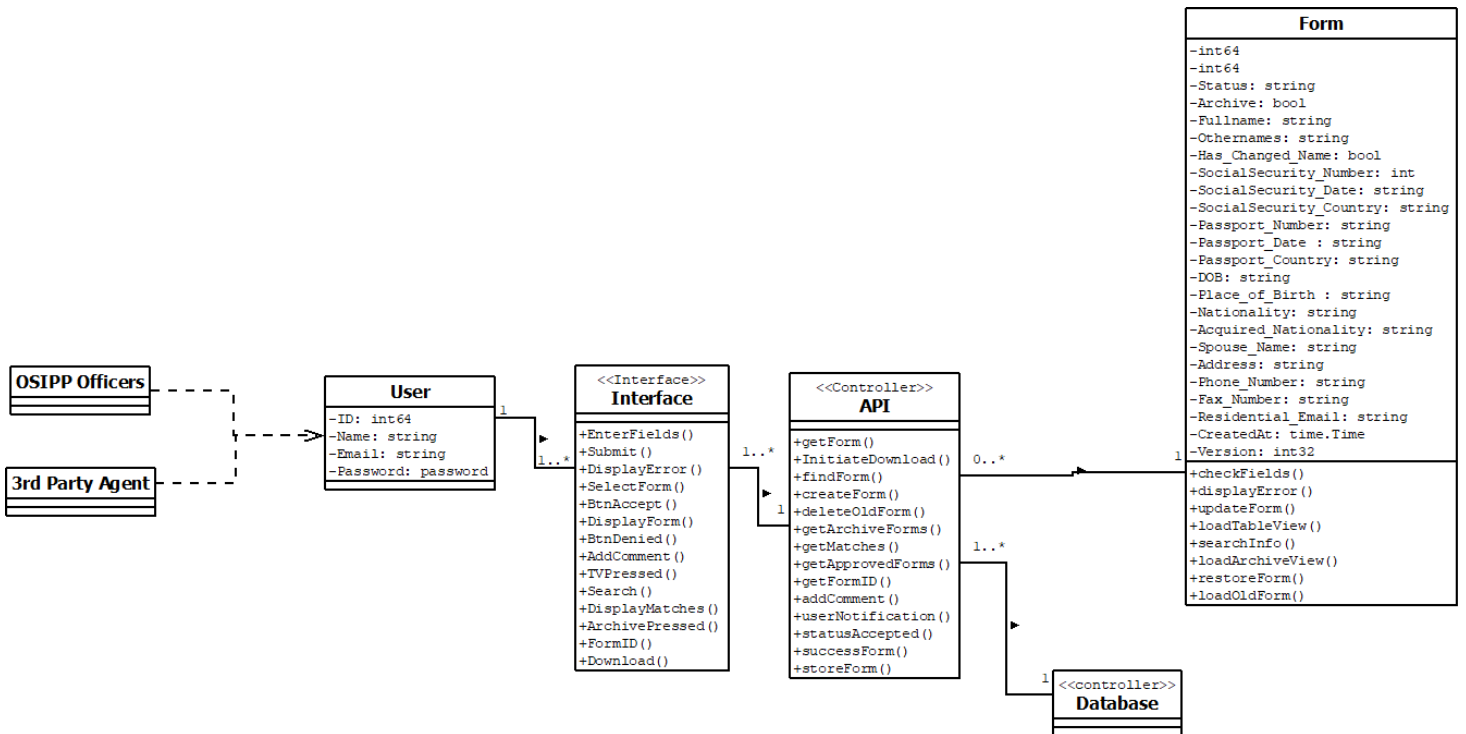 OSIPP Officers
3rd Party Agent
User
-ID: int64
-Name: string
-Email: string
-Password: password
1
1..*
<<Interface>>
Interface
+EnterFields()
+Submit()
+DisplayError()
+SelectForm()
+BtnAccept()
+DisplayForm()
+BtnDenied()
+AddComment()
+TVPressed()
+Search()
+DisplayMatches()
+ArchivePressed()
+FormID()
+Download()
1..*
1
<<Controller>>
API
+getForm()
+InitiateDownload()
+findForm()
+createForm()
+deleteOldForm()
+getArchiveForms()
+getMatches()
+getApprovedForms()
+getFormID()
+addComment()
+userNotification()
+statusAccepted()
+successForm()
+storeForm()
0..*
1
1..*
1
<<controller>>
Database
Form
-int64
-int64
-Status: string
-Archive: bool
-Fullname: string
-Othernames: string
-Has_Changed_Name: bool
-SocialSecurity_Number: int
-SocialSecurity_Date: string
-SocialSecurity_Country: string
-Passport_Number: string
-Passport_Date : string
-Passport_Country: string
-DOB: string
-Place_of_Birth : string
-Nationality: string
-Acquired_Nationality: string
-Spouse_Name: string
-Address: string
-Phone_Number: string
-Fax_Number: string
-Residential_Email: string
-CreatedAt: time.Time
-Version: int32
+checkFields()
+displayError()
+updateForm()
+loadTableView()
+searchInfo()
+loadArchiveView()
+restoreForm()
+loadOldForm()